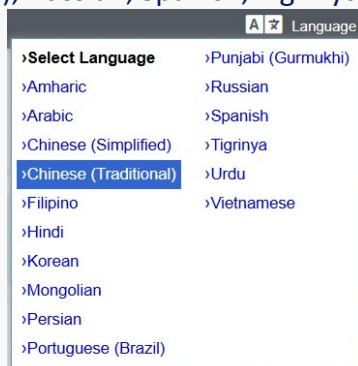 A Language
›Select Language
›Amharic
›Arabic
›Chinese (Simplified)
›Chinese (Traditional)
›Filipino
›Hindi
›Korean
›Mongolian
›Persian
›Portuguese (Brazil)
›Punjabi (Gurmukhi)
›Russian
›Spanish
›Tigrinya
›Urdu
›Vietnamese